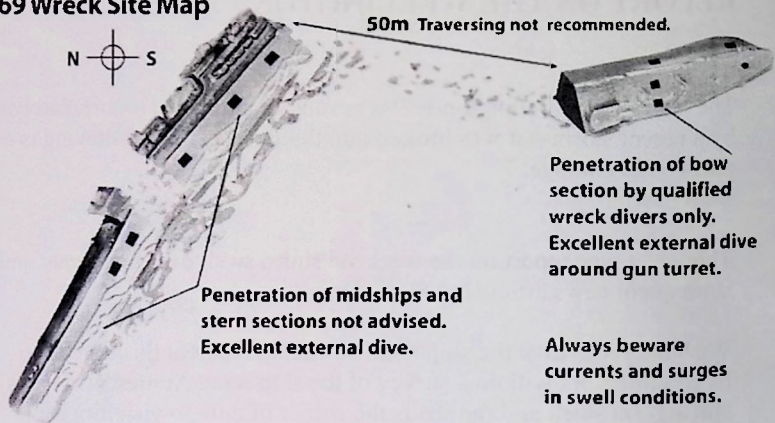 69 Wreck Site Map
50m Traversing not recommended.
N S
Penetration of bow
section by qualified
wreck divers only.
Excellent external dive
around gun turret.
Penetration of midships and
stern sections not advised.
Excellent external dive.
Always beware
currents and surges
in swell conditions.